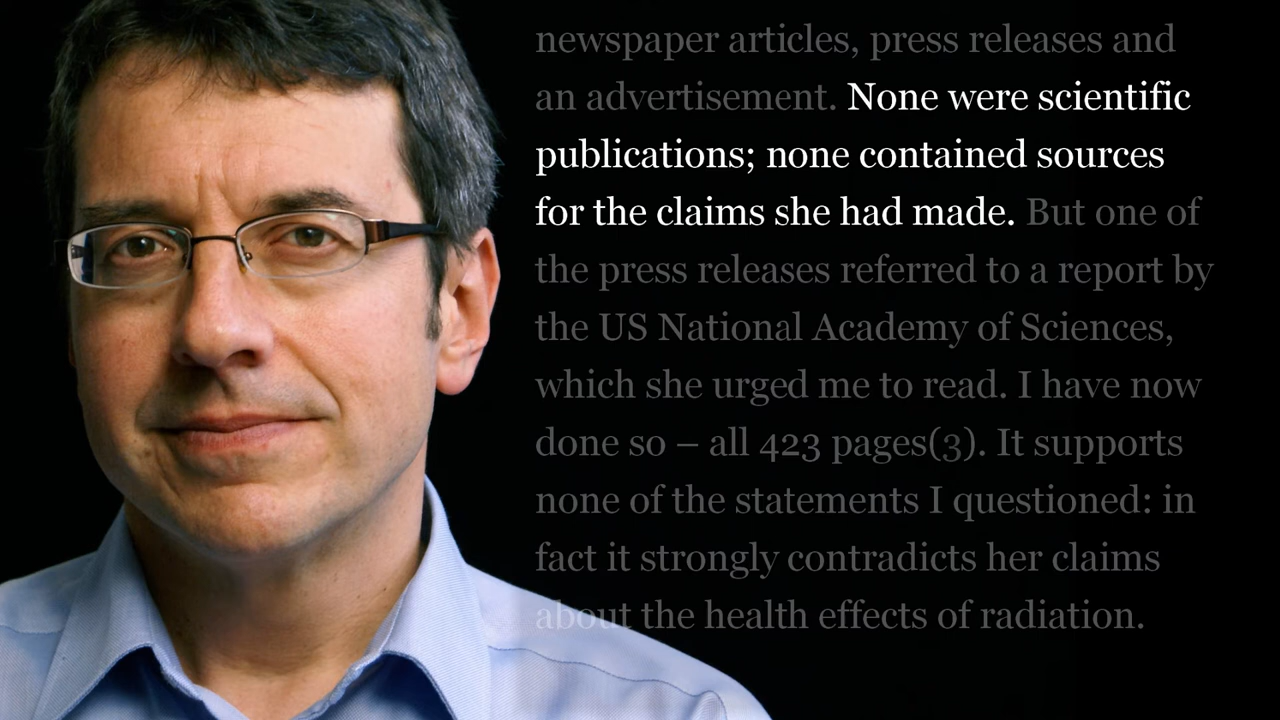 newspaper articles, press releases and
an advertisement. None were scientific
publications; none contained sources
for the claims she had made. But one of
the press releases referred to a report by
the US National Academy of Sciences,
which she urged me to read. I have now
done so – all 423 pages(3). It supports
none of the statements I questioned: in
fact it strongly contradicts her claims
about the health effects of radiation.